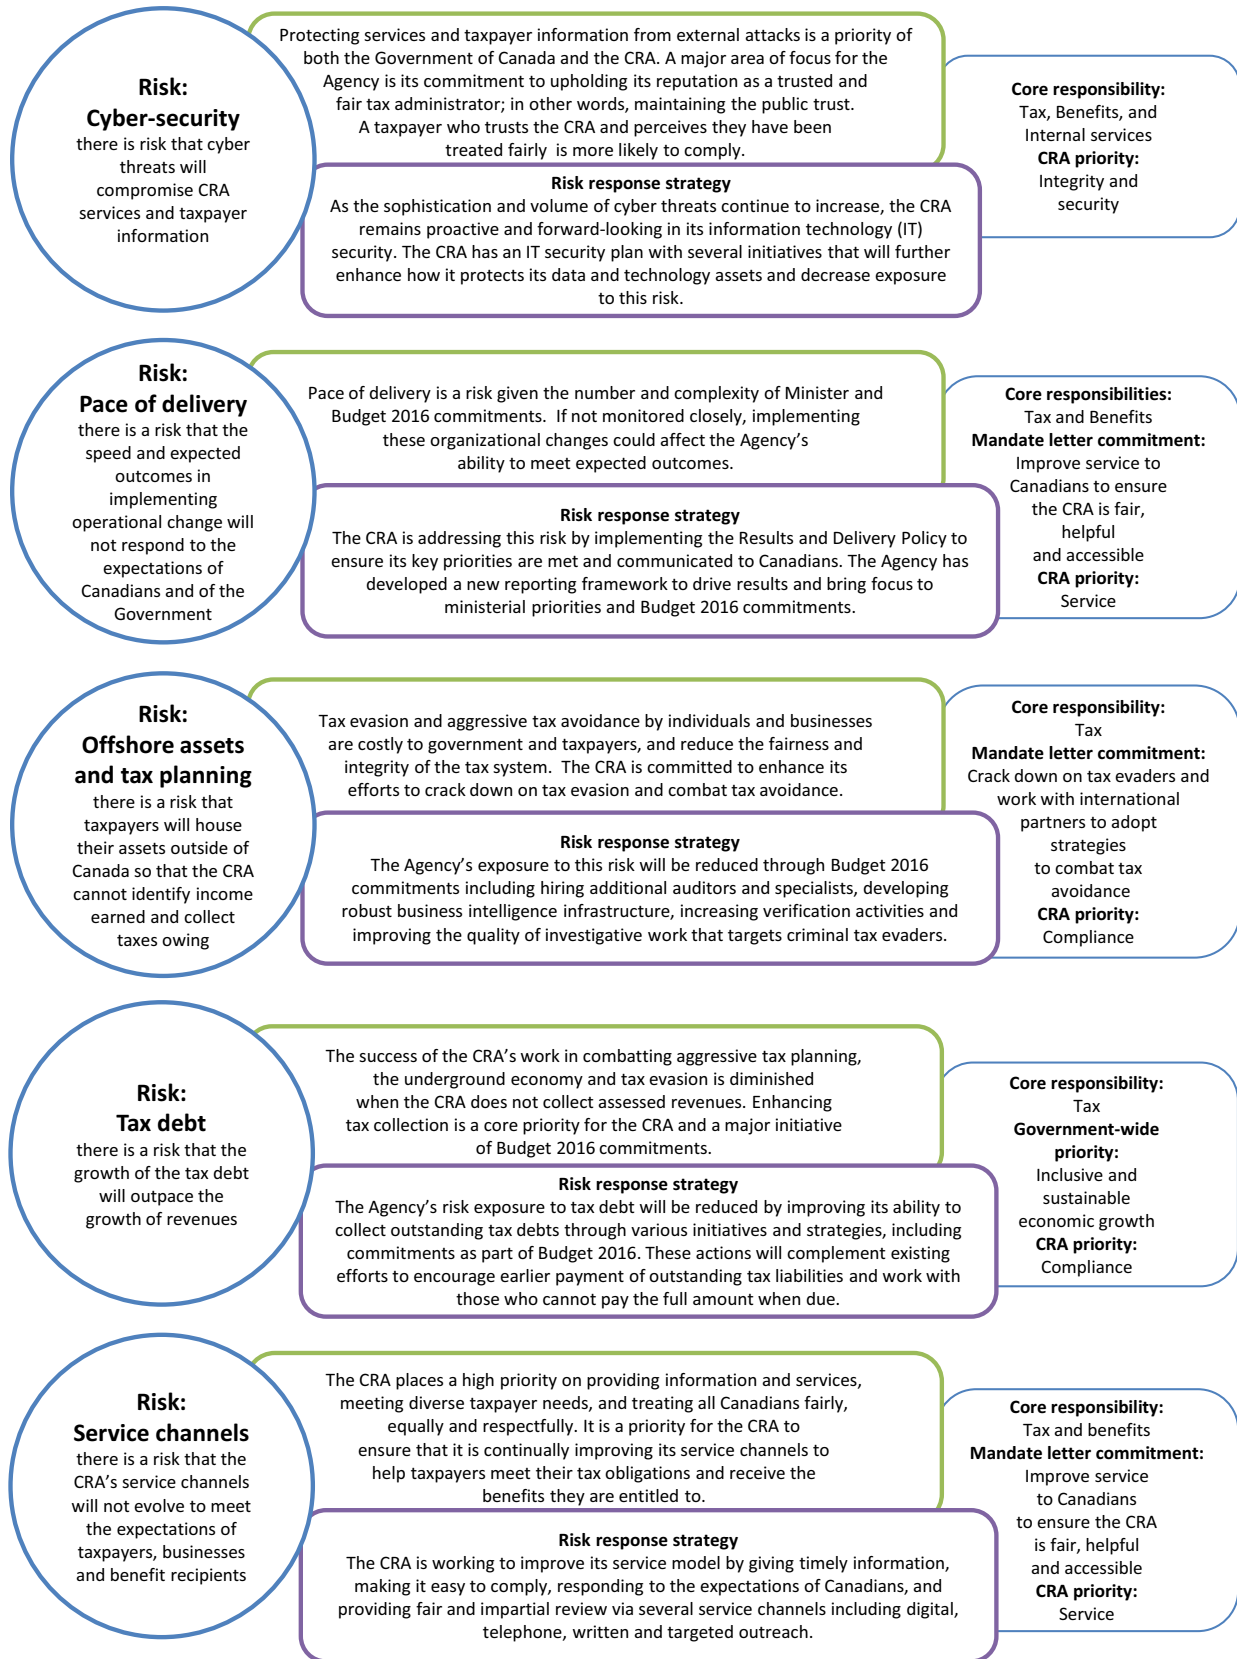 Risk:
Cyber-security
there is risk that cyber
threats will
compromise CRA
services and taxpayer
information
Protecting services and taxpayer information from external attacks is a priority of
both the Government of Canada and the CRA. A major area of focus for the
Agency is its commitment to upholding its reputation as a trusted and
fair tax administrator; in other words, maintaining the public trust.
A taxpayer who trusts the CRA and perceives they have been
treated fairly is more likely to comply.
Risk response strategy
As the sophistication and volume of cyber threats continue to increase, the CRA
remains proactive and forward-looking in its information technology (IT)
security. The CRA has an IT security plan with several initiatives that will further
enhance how it protects its data and technology assets and decrease exposure
to this risk.
Core responsibility:
Tax, Benefits, and
Internal services
CRA priority:
Integrity and
security
Risk:
Pace of delivery
there is a risk that the
speed and expected
outcomes in
implementing
operational change will
not respond to the
expectations of
Canadians and of the
Government
Pace of delivery is a risk given the number and complexity of Minister and
Budget 2016 commitments. If not monitored closely, implementing
these organizational changes could affect the Agency’s
ability to meet expected outcomes.
Risk response strategy
The CRA is addressing this risk by implementing the Results and Delivery Policy to
ensure its key priorities are met and communicated to Canadians. The Agency has
developed a new reporting framework to drive results and bring focus to
ministerial priorities and Budget 2016 commitments.
Core responsibilities:
Tax and Benefits
Mandate letter commitment:
Improve service to
Canadians to ensure
the CRA is fair,
helpful
and accessible
CRA priority:
Service
Risk:
Offshore assets
and tax planning
there is a risk that
taxpayers will house
their assets outside of
Canada so that the CRA
cannot identify income
earned and collect
taxes owing
Tax evasion and aggressive tax avoidance by individuals and businesses
are costly to government and taxpayers, and reduce the fairness and
integrity of the tax system. The CRA is committed to enhance its
efforts to crack down on tax evasion and combat tax avoidance.
Risk response strategy
The Agency’s exposure to this risk will be reduced through Budget 2016
commitments including hiring additional auditors and specialists, developing
robust business intelligence infrastructure, increasing verification activities and
improving the quality of investigative work that targets criminal tax evaders.
Core responsibility:
Tax
Mandate letter commitment:
Crack down on tax evaders and
work with international
partners to adopt
strategies
to combat tax
avoidance
CRA priority:
Compliance
Risk:
Tax debt
there is a risk that the
growth of the tax debt
will outpace the
growth of revenues
The success of the CRA’s work in combatting aggressive tax planning,
the underground economy and tax evasion is diminished
when the CRA does not collect assessed revenues. Enhancing
tax collection is a core priority for the CRA and a major initiative
of Budget 2016 commitments.
Risk response strategy
The Agency’s risk exposure to tax debt will be reduced by improving its ability to
collect outstanding tax debts through various initiatives and strategies, including
commitments as part of Budget 2016. These actions will complement existing
efforts to encourage earlier payment of outstanding tax liabilities and work with
those who cannot pay the full amount when due.
Core responsibility:
Tax
Government-wide
priority:
Inclusive and
sustainable
economic growth
CRA priority:
Compliance
Risk:
Service channels
there is a risk that the
CRA’s service channels
will not evolve to meet
the expectations of
taxpayers, businesses
and benefit recipients
The CRA places a high priority on providing information and services,
meeting diverse taxpayer needs, and treating all Canadians fairly,
equally and respectfully. It is a priority for the CRA to
ensure that it is continually improving its service channels to
help taxpayers meet their tax obligations and receive the
benefits they are entitled to.
Risk response strategy
The CRA is working to improve its service model by giving timely information,
making it easy to comply, responding to the expectations of Canadians, and
providing fair and impartial review via several service channels including digital,
telephone, written and targeted outreach.
Core responsibility:
Tax and benefits
Mandate letter commitment:
Improve service
to Canadians
to ensure the CRA
is fair, helpful
and accessible
CRA priority:
Service